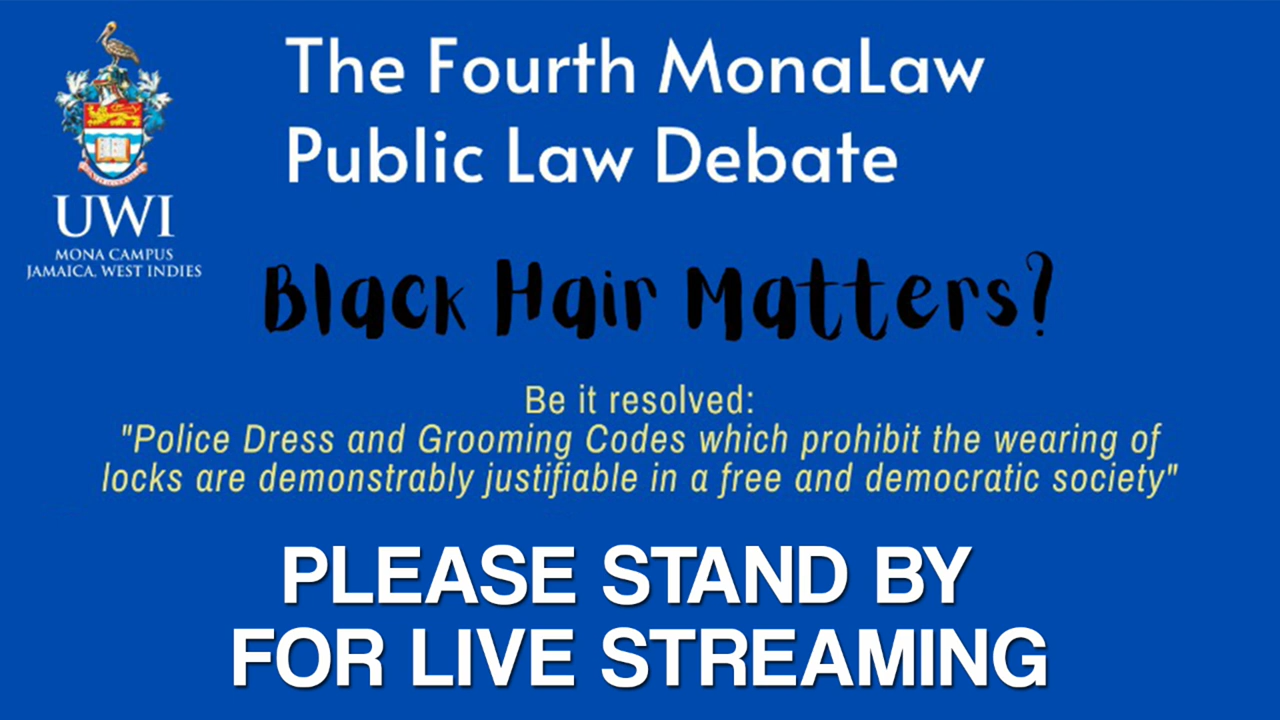 The Fourth MonaLaw
Public Law Debate
UWI
MONA CAMPUS
JAMAICA, WEST INDIES
Black Hair Matters?
Be it resolved:
"Police Dress and Grooming Codes which prohibit the wearing of
locks are demonstrably justifiable in a free and democratic society"
PLEASE STAND BY
FOR LIVE STREAMING